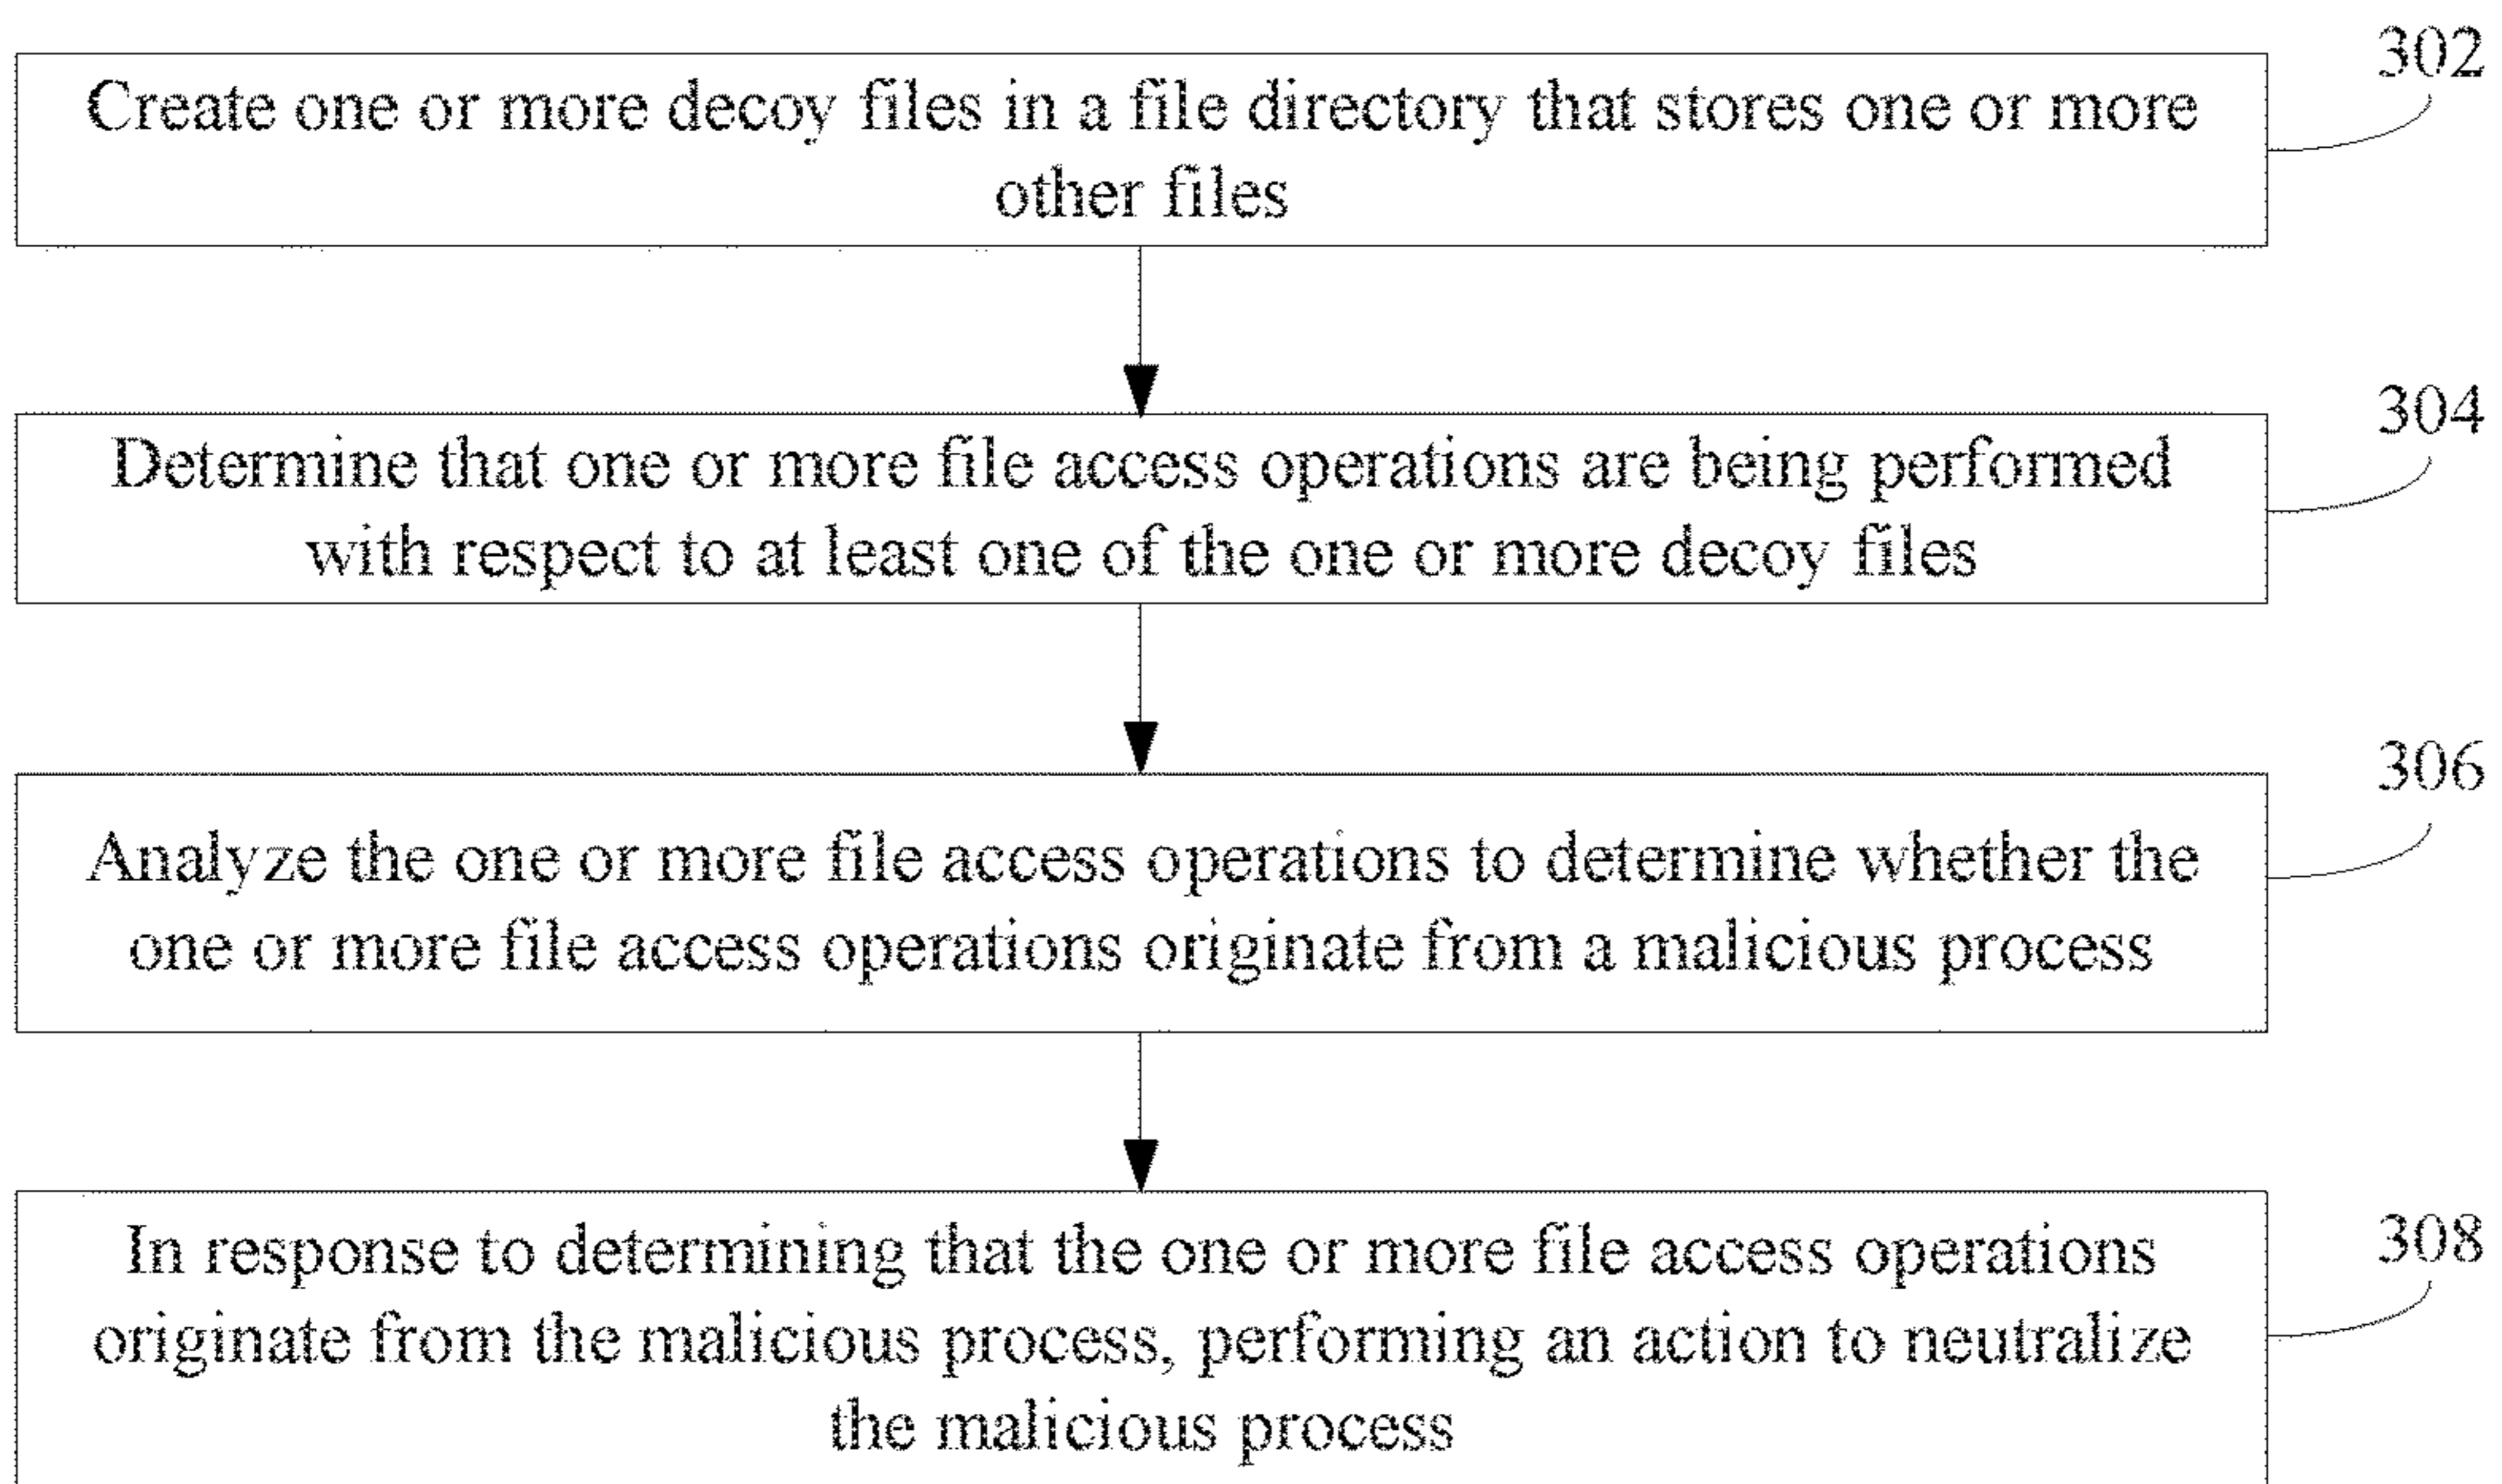 302
Create one or more decoy files in a file directory that stores one or more
other files
304
Determine that one or more file access operations are being performed
with respect to at least one of the one or more decoy files
306
Analyze the one or more file access operations to determine whether the
one or more file access operations originate from a malicious process
308
In response to determining that the one or more file access operations
originate from the malicious process, performing an action to neutralize
the malicious process